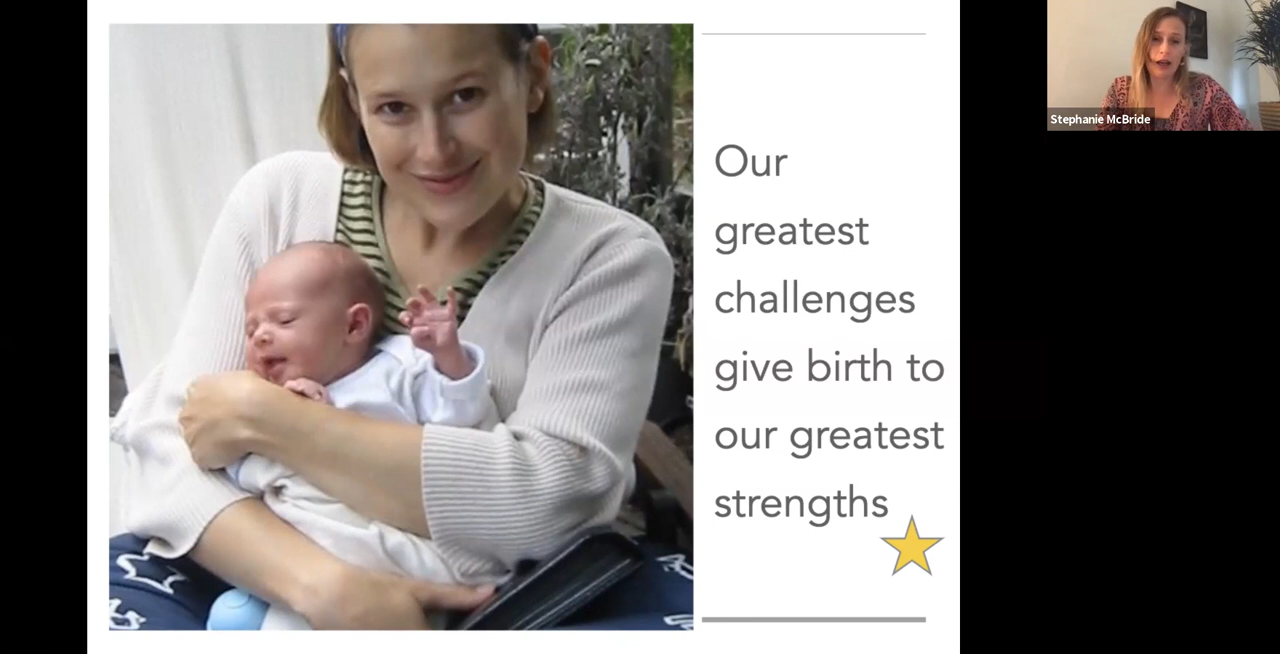 Our
greatest
challenges
give birth to
our greatest
strengths
Stephanie McBride